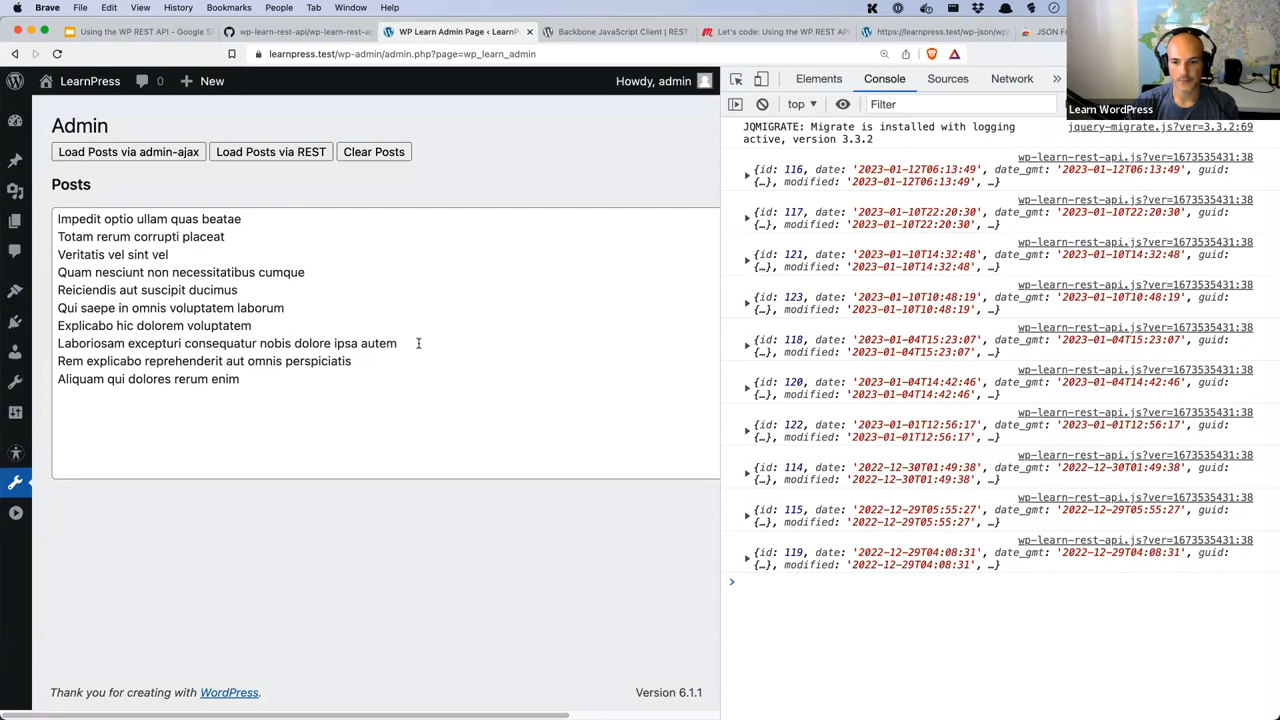 Brave File Edit View History Bookmarks People Tab Window Help
Using the WP REST API - Google S
wp-learn-rest-api/wp-learn-rest-ap
WP Learn Admin Page ‹ LearnP
Backbone JavaScript Client | REST
Let's code: Using the WP REST AP
https://learnpress.test/wp-json/wp
JSON Fo
learnpress.test/wp-admin/admin.php?page=wp_learn_admin
LearnPress 0 New Howdy, admin
Elements Console Sources Network »
top Filter
Learn WordPress
Admin
Load Posts via admin-ajax Load Posts via REST Clear Posts
Posts
Impedit optio ullam quas beatae
Totam rerum corrupti placeat
Veritatis vel sint vel
Quam nesciunt non necessitatibus cumque
Reiciendis aut suscipit ducimus
Qui saepe in omnis voluptatem laborum
Explicabo hic dolorem voluptatem
Laboriosam excepturi consequatur nobis dolore ipsa autem
Rem explicabo reprehenderit aut omnis perspiciatis
Aliquam qui dolores rerum enim
Thank you for creating with WordPress. Version 6.1.1
JQMIGRATE: Migrate is installed with logging jquery-migrate.js?ver=3.3.2:69
active, version 3.3.2
wp-learn-rest-api.js?ver=1673535431:38
{id: 116, date: '2023-01-12T06:13:49', date_gmt: '2023-01-12T06:13:49', guid:
{…}, modified: '2023-01-12T06:13:49', …}
wp-learn-rest-api.js?ver=1673535431:38
{id: 117, date: '2023-01-10T22:20:30', date_gmt: '2023-01-10T22:20:30', guid:
{…}, modified: '2023-01-10T22:20:30', …}
wp-learn-rest-api.js?ver=1673535431:38
{id: 121, date: '2023-01-10T14:32:48', date_gmt: '2023-01-10T14:32:48', guid:
{…}, modified: '2023-01-10T14:32:48', …}
wp-learn-rest-api.js?ver=1673535431:38
{id: 123, date: '2023-01-10T10:48:19', date_gmt: '2023-01-10T10:48:19', guid:
{…}, modified: '2023-01-10T10:48:19', …}
wp-learn-rest-api.js?ver=1673535431:38
{id: 118, date: '2023-01-04T15:23:07', date_gmt: '2023-01-04T15:23:07', guid:
{…}, modified: '2023-01-04T15:23:07', …}
wp-learn-rest-api.js?ver=1673535431:38
{id: 120, date: '2023-01-04T14:42:46', date_gmt: '2023-01-04T14:42:46', guid:
{…}, modified: '2023-01-04T14:42:46', …}
wp-learn-rest-api.js?ver=1673535431:38
{id: 122, date: '2023-01-01T12:56:17', date_gmt: '2023-01-01T12:56:17', guid:
{…}, modified: '2023-01-01T12:56:17', …}
wp-learn-rest-api.js?ver=1673535431:38
{id: 114, date: '2022-12-30T01:49:38', date_gmt: '2022-12-30T01:49:38', guid:
{…}, modified: '2022-12-30T01:49:38', …}
wp-learn-rest-api.js?ver=1673535431:38
{id: 115, date: '2022-12-29T05:55:27', date_gmt: '2022-12-29T05:55:27', guid:
{…}, modified: '2022-12-29T05:55:27', …}
wp-learn-rest-api.js?ver=1673535431:38
{id: 119, date: '2022-12-29T04:08:31', date_gmt: '2022-12-29T04:08:31', guid:
{…}, modified: '2022-12-29T04:08:31', …}